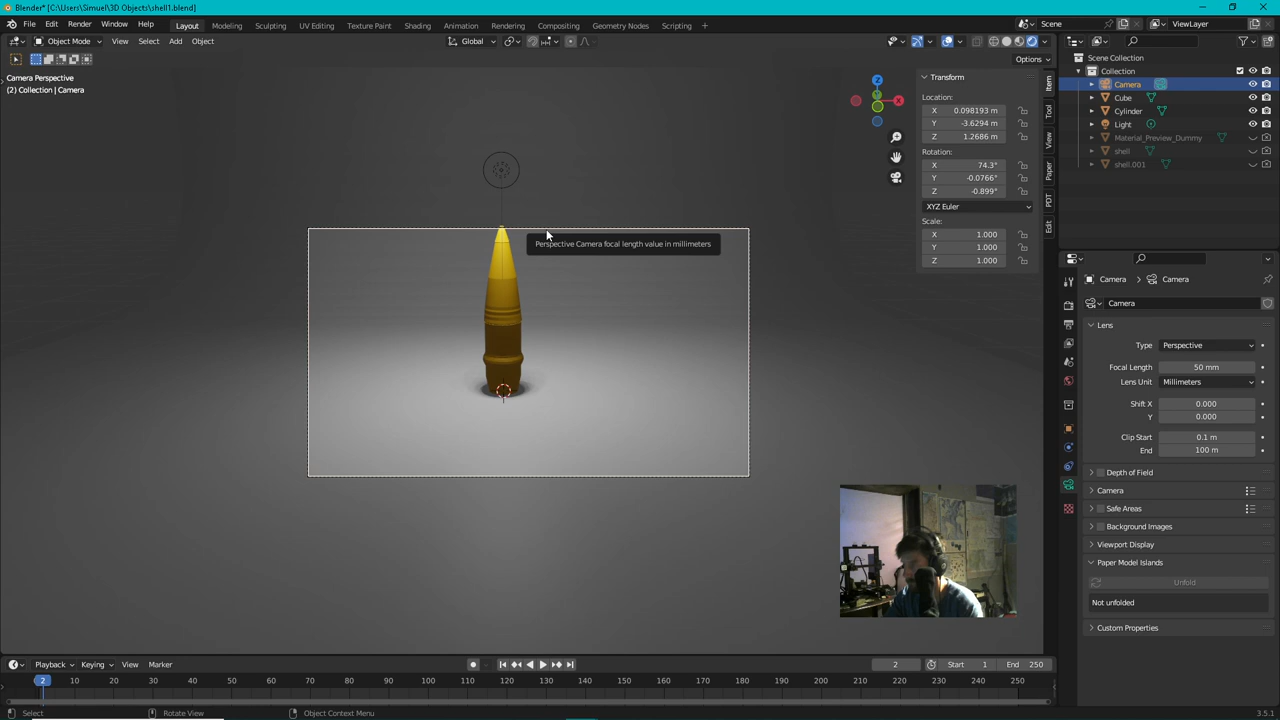 Blender* [C:\Users\Simuel\3D Objects\shell1.blend]
File Edit Render Window Help Layout Modeling Sculpting UV Editing Texture Paint Shading Animation Rendering Compositing Geometry Nodes Scripting + Scene ViewLayer
Object Mode View Select Add Object Global
Options
Camera Perspective
(2) Collection | Camera
Z
X
Transform
Location:
X 0.098193 m
Y -3.6294 m
Z 1.2686 m
Rotation:
X 74.3°
Y -0.0766°
Z -0.899°
XYZ Euler
Scale:
X 1.000
Y 1.000
Z 1.000
Item
Tool
View
Paper
PDT
Edit
Perspective Camera focal length value in millimeters
Scene Collection
Collection
Camera
Cube
Cylinder
Light
Material_Preview_Dummy
shell
shell.001
Camera > Camera
Camera
Lens
Type Perspective
Focal Length 50 mm
Lens Unit Millimeters
Shift X 0.000
Y 0.000
Clip Start 0.1 m
End 100 m
Depth of Field
Camera
Safe Areas
Background Images
Viewport Display
Paper Model Islands
Unfold
Not unfolded
Custom Properties
Playback Keying View Marker 2 Start 1 End 250
2 10 20 30 40 50 60 70 80 90 100 110 120 130 140 150 160 170 180 190 200 210 220 230 240 250
Select Rotate View Object Context Menu 3.5.1